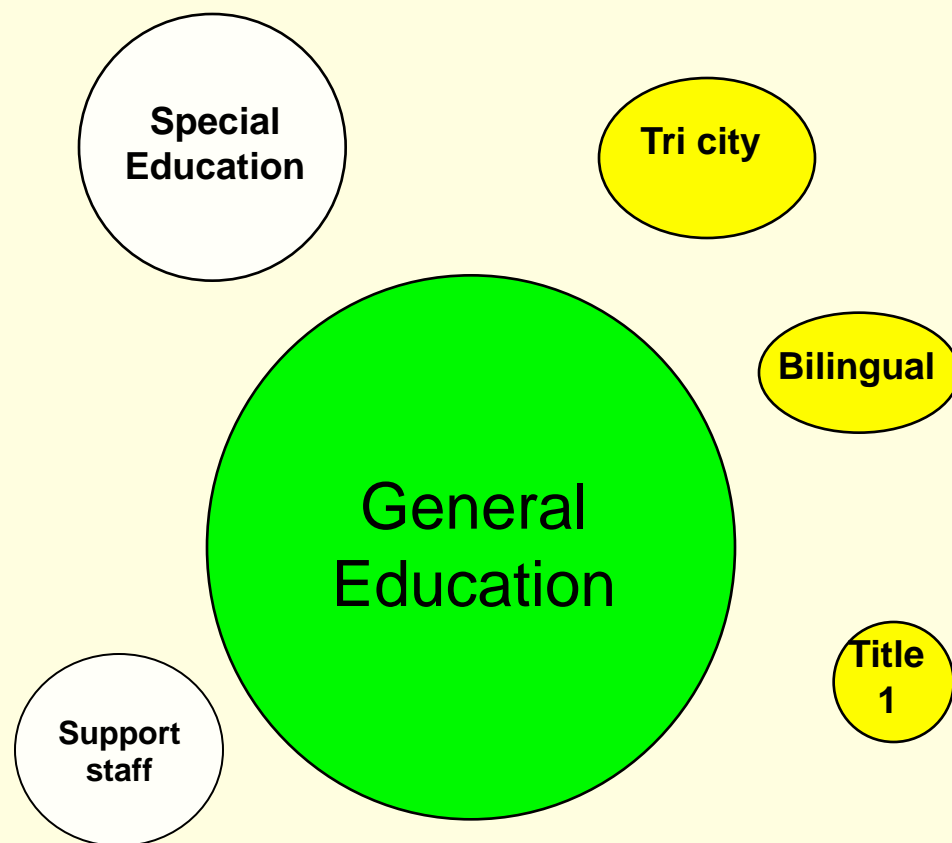 Special
Education
Tri city
Bilingual
General
Education
Title
1
Support
staff